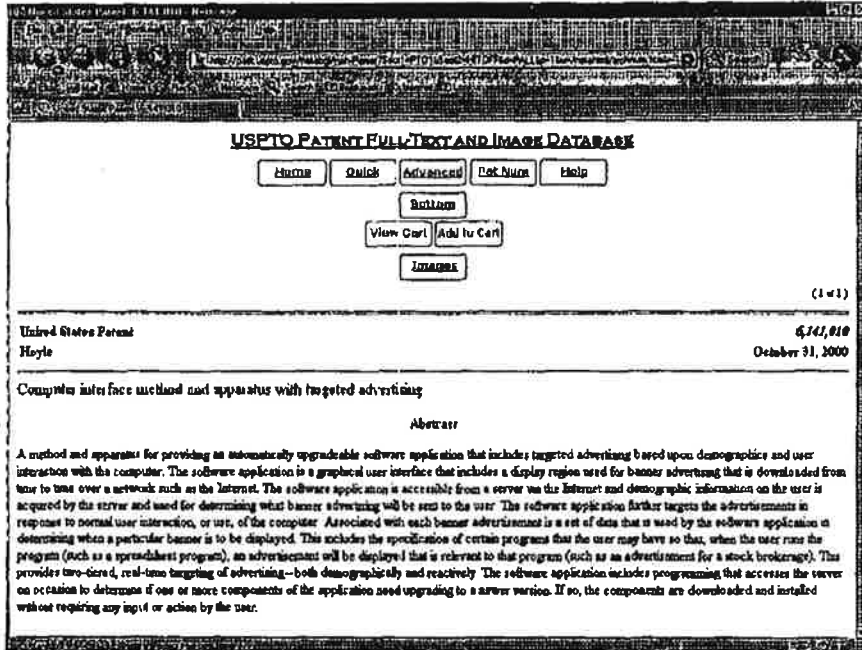 USPTO PATENT FULL-TEXT AND IMAGE DATABASE
Home Quick Advanced Pat Num Help
Bottom
View Cart Add to Cart
Images
(1 of 1)
United States Patent 6,141,010
Hoyle October 31, 2000
Computer interface method and apparatus with targeted advertising
Abstract
A method and apparatus for providing an automatically upgradeable software application that includes targeted advertising based upon demographics and user
interaction with the computer. The software application is a graphical user interface that includes a display region used for banner advertising that is downloaded from
time to time over a network such as the Internet. The software application is accessible from a server via the Internet and demographic information on the user is
acquired by the server and used for determining what banner advertising will be sent to the user. The software application further targets the advertisements in
response to normal user interaction, or use, of the computer. Associated with each banner advertisement is a set of data that is used by the software application in
determining when a particular banner is to be displayed. This includes the specification of certain programs that the user may have so that, when the user runs the
program (such as a spreadsheet program), an advertisement will be displayed that is relevant to that program (such as an advertisement for a stock brokerage). This
provides two-tiered, real-time targeting of advertising--both demographically and reactively. The software application includes programming that accesses the server
on occasion to determine if one or more components of the application need upgrading to a newer version. If so, the components are downloaded and installed
without requiring any input or action by the user.